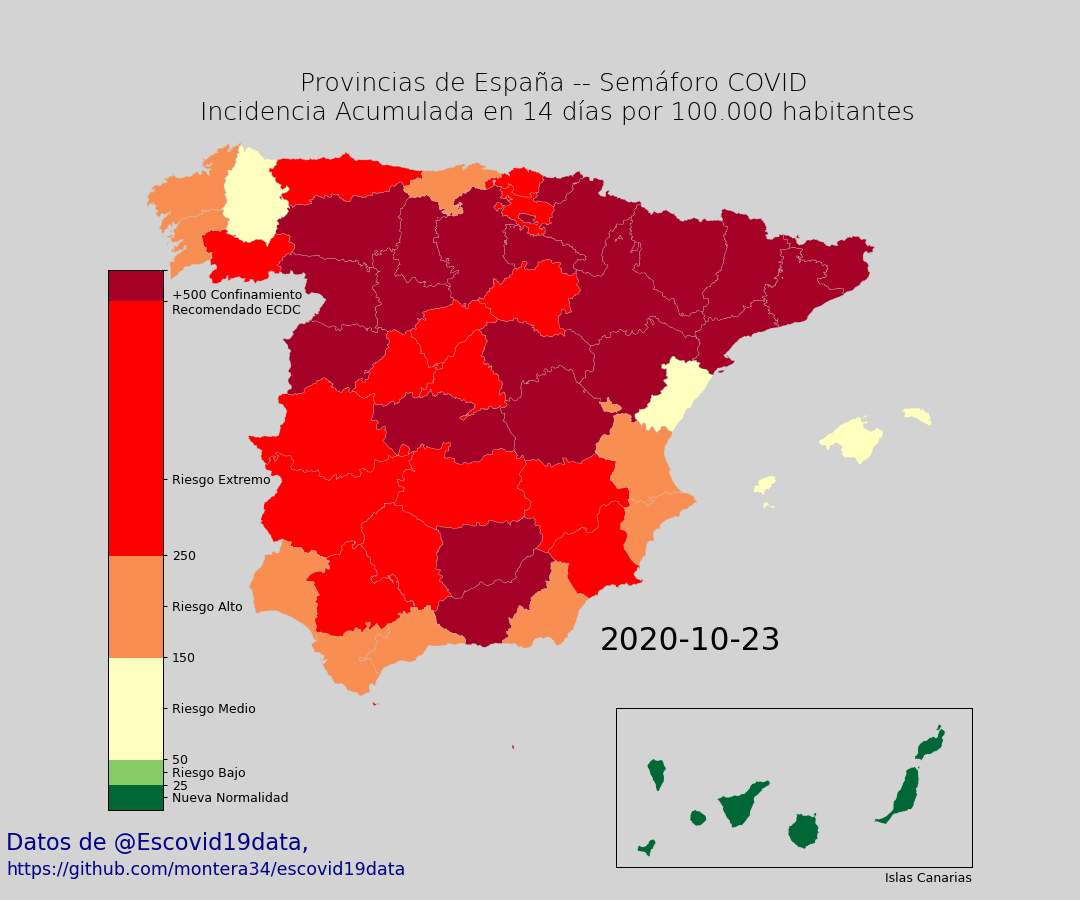 Provincias de España -- Semáforo COVID
Incidencia Acumulada en 14 días por 100.000 habitantes
+500 Confinamiento
Recomendado ECDC
Riesgo Extremo
250
Riesgo Alto
150
Riesgo Medio
50
Riesgo Bajo
25
Nueva Normalidad
2020-10-23
Islas Canarias
Datos de @Escovid19data,
https://github.com/montera34/escovid19data